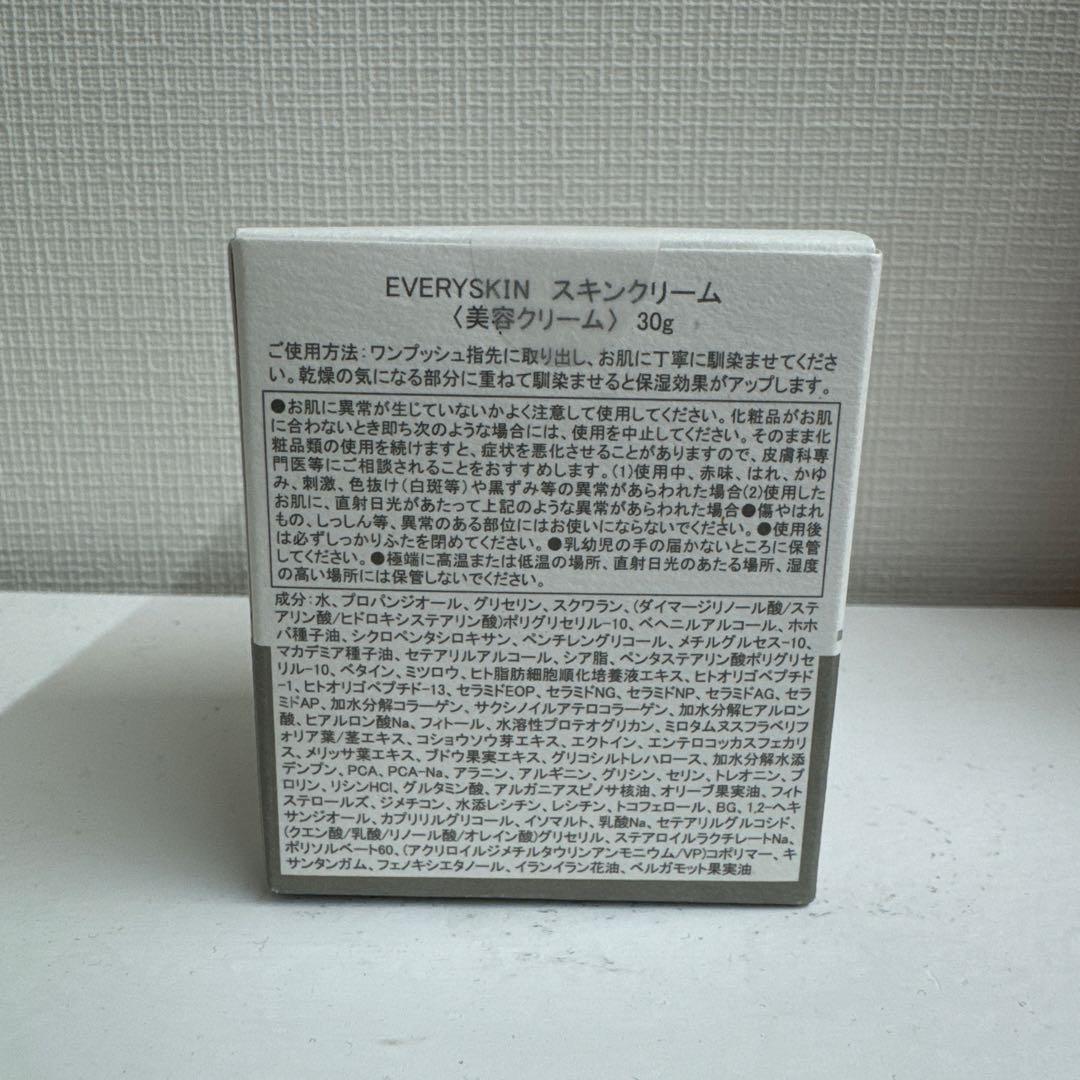 EVERYSKIN スキンクリーム
〈美容クリーム〉 30g
ご使用方法：ワンプッシュ指先に取り出し、お肌に丁寧に馴染ませてくださ
い。乾燥の気になる部分に重ねて馴染ませると保湿効果がアップします。
●お肌に異常が生じていないかよく注意して使用してください。化粧品がお肌
に合わないとき即ち次のような場合には、使用を中止してください。そのまま化
粧品類の使用を続けますと、症状を悪化させることがありますので、皮膚科専
門医等にご相談されることをおすすめします。(1)使用中、赤味、はれ、かゆ
み、刺激、色抜け(白斑等)や黒ずみ等の異常があらわれた場合(2)使用した
お肌に、直射日光があたって上記のような異常があらわれた場合●傷やはれ
もの、しっしん等、異常のある部位にはお使いにならないでください。●使用後
は必ずしっかりふたを閉めてください。●乳幼児の手の届かないところに保管
してください。●極端に高温または低温の場所、直射日光のあたる場所、湿度
の高い場所には保管しないでください。
成分：水、プロパンジオール、グリセリン、スクワラン、(ダイマージリノール酸/ステ
アリン酸/ヒドロキシステアリン酸)ポリグリセリル-10、ベヘニルアルコール、ホホ
バ種子油、シクロペンタシロキサン、ペンチレングリコール、メチルグルセス-10、
マカデミア種子油、セテアリルアルコール、シア脂、ペンタステアリン酸ポリグリセ
リル-10、ベタイン、ミツロウ、ヒト脂肪細胞順化培養液エキス、ヒトオリゴペプチド
-1、ヒトオリゴペプチド-13、セラミドEOP、セラミドNG、セラミドNP、セラミドAG、セラ
ミドAP、加水分解コラーゲン、サクシノイルアテロコラーゲン、加水分解ヒアルロン
酸、ヒアルロン酸Na、フィトール、水溶性プロテオグリカン、ミロタムヌスフラベリフ
ォリア葉/茎エキス、コショウソウ芽エキス、エクトイン、エンテロコッカスフェカリ
ス、メリッサ葉エキス、ブドウ果実エキス、グリコシルトレハロース、加水分解水添
デンプン、PCA、PCA-Na、アラニン、アルギニン、グリシン、セリン、トレオニン、プ
ロリン、リシンHCl、グルタミン酸、アルガニアスピノサ核油、オリーブ果実油、フィト
ステロールズ、ジメチコン、水添レシチン、レシチン、トコフェロール、BG、1,2-ヘキ
サンジオール、カプリリルグリコール、イソマルト、乳酸Na、セテアリルグルコシド、
(クエン酸/乳酸/リノール酸/オレイン酸)グリセリル、ステアロイルラクチレートNa、
ポリソルベート60、(アクリロイルジメチルタウリンアンモニウム/VP)コポリマー、キ
サンタンガム、フェノキシエタノール、イランイラン花油、ベルガモット果実油